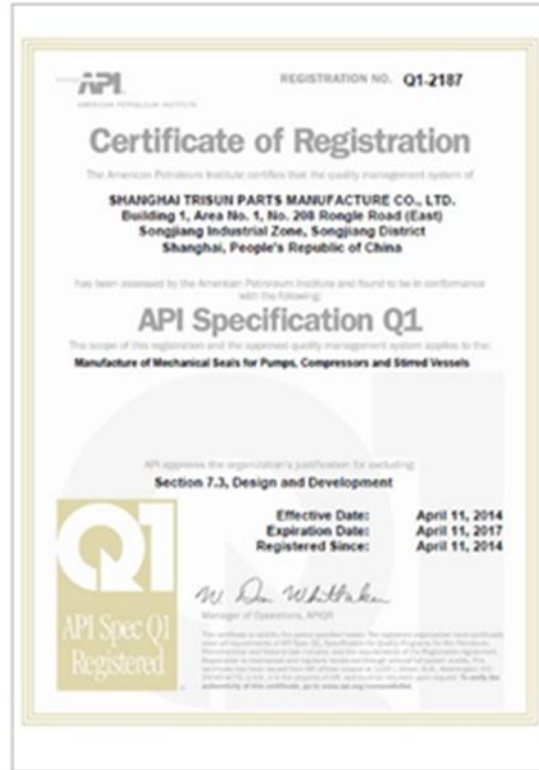 API
REGISTRATION NO. Q1-2187
AMERICAN PETROLEUM INSTITUTE
Certificate of Registration
The American Petroleum Institute certifies that the quality management system of
SHANGHAI TRISUN PARTS MANUFACTURE CO., LTD.
Building 1, Area No. 1, No. 208 Rongle Road (East)
Songjiang Industrial Zone, Songjiang District
Shanghai, People's Republic of China
has been assessed by the American Petroleum Institute and found to be in conformance
with the following:
API Specification Q1
The scope of this registration and the approved quality management system applies to the:
Manufacture of Mechanical Seals for Pumps, Compressors and Stirred Vessels
API approves the organization's justification for excluding:
Section 7.3, Design and Development
Effective Date: April 11, 2014
Expiration Date: April 11, 2017
Registered Since: April 11, 2014
Q1
API Spec Q1
Registered
W. Don Whittaker
Manager of Operations, APIQR